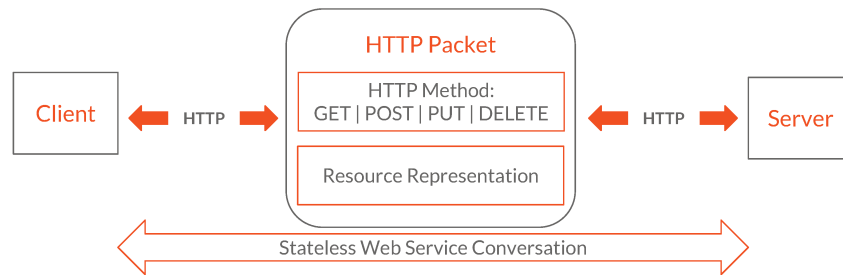 HTTP Packet
HTTP Method:
GET | POST | PUT | DELETE
Client
HTTP
HTTP
Server
Resource Representation
Stateless Web Service Conversation